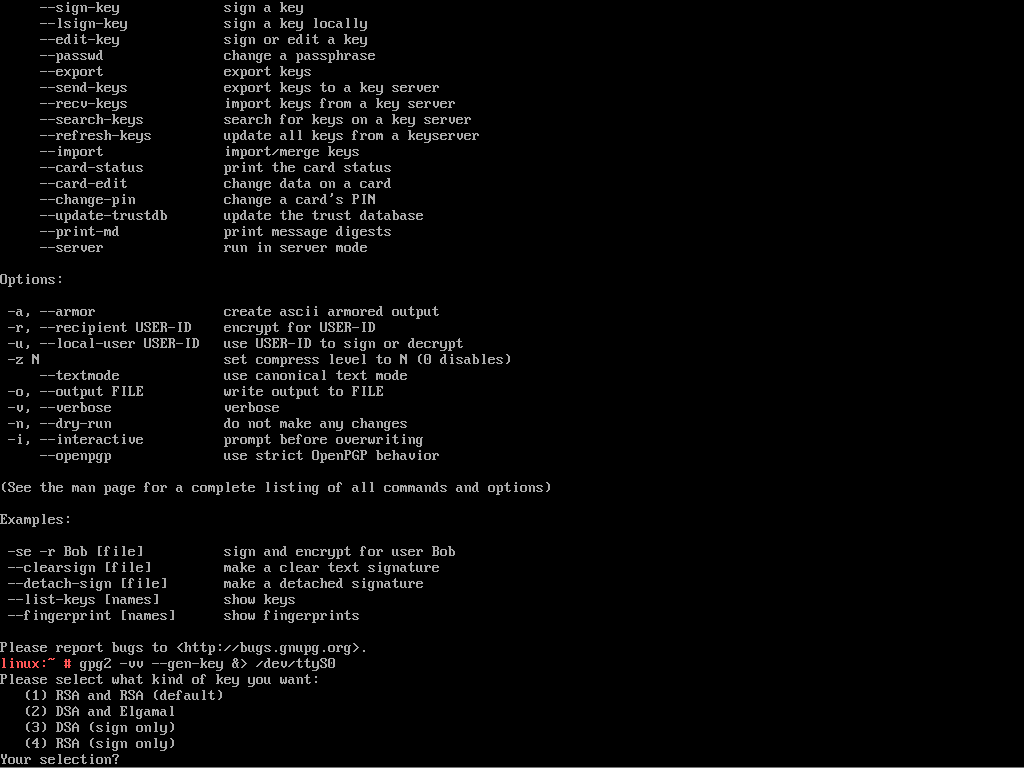 --sign-key sign a key
--lsign-key sign a key locally
--edit-key sign or edit a key
--passwd change a passphrase
--export export keys
--send-keys export keys to a key server
--recv-keys import keys from a key server
--search-keys search for keys on a key server
--refresh-keys update all keys from a keyserver
--import import/merge keys
--card-status print the card status
--card-edit change data on a card
--change-pin change a card's PIN
--update-trustdb update the trust database
--print-md print message digests
--server run in server mode
Options:
-a, --armor create ascii armored output
-r, --recipient USER-ID encrypt for USER-ID
-u, --local-user USER-ID use USER-ID to sign or decrypt
-z N set compress level to N (0 disables)
--textmode use canonical text mode
-o, --output FILE write output to FILE
-v, --verbose verbose
-n, --dry-run do not make any changes
-i, --interactive prompt before overwriting
--openpgp use strict OpenPGP behavior
(See the man page for a complete listing of all commands and options)
Examples:
-se -r Bob [file] sign and encrypt for user Bob
--clearsign [file] make a clear text signature
--detach-sign [file] make a detached signature
--list-keys [names] show keys
--fingerprint [names] show fingerprints
Please report bugs to <http://bugs.gnupg.org>.
linux:~ # gpg2 -vv --gen-key &> /dev/ttyS0
Please select what kind of key you want:
(1) RSA and RSA (default)
(2) DSA and Elgamal
(3) DSA (sign only)
(4) RSA (sign only)
Your selection?